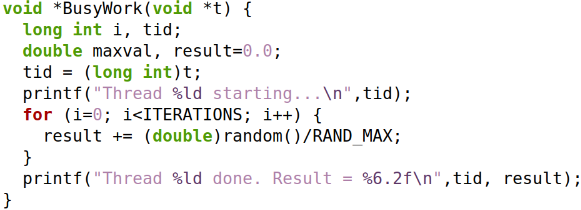 void *BusyWork(void *t) {
  long int i, tid;
  double maxval, result=0.0;
  tid = (long int)t;
  printf("Thread %ld starting...\n",tid);
  for (i=0; i<ITERATIONS; i++) {
    result += (double)random()/RAND_MAX;
  }
  printf("Thread %ld done. Result = %6.2f\n",tid, result);
}